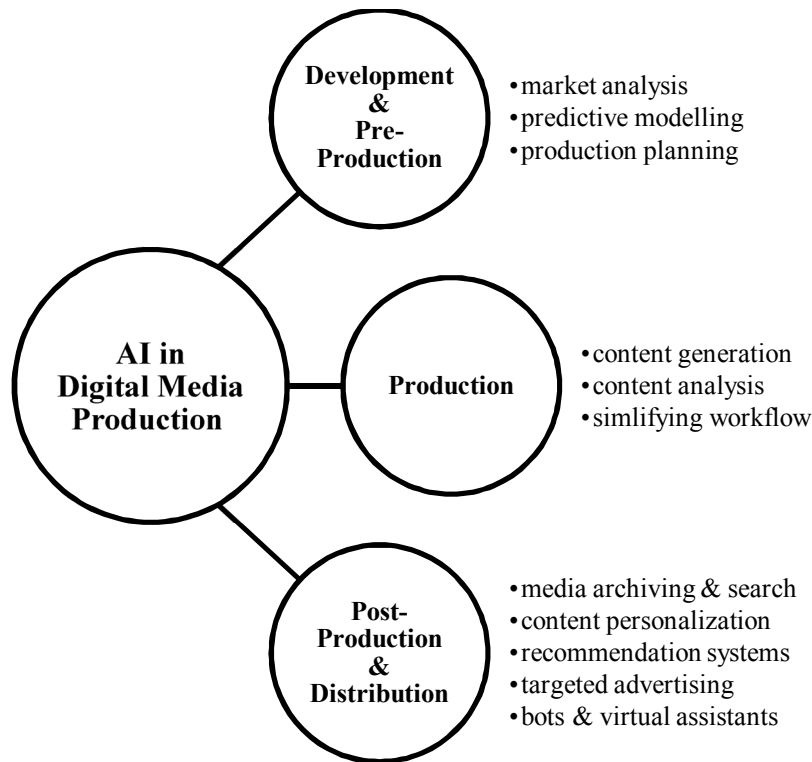 AI in
Digital Media
Production
Development
&
Pre-
Production
•market analysis
•predictive modelling
•production planning
Production
•content generation
•content analysis
•simlifying workflow
Post-
Production
&
Distribution
•media archiving & search
•content personalization
•recommendation systems
•targeted advertising
•bots & virtual assistants